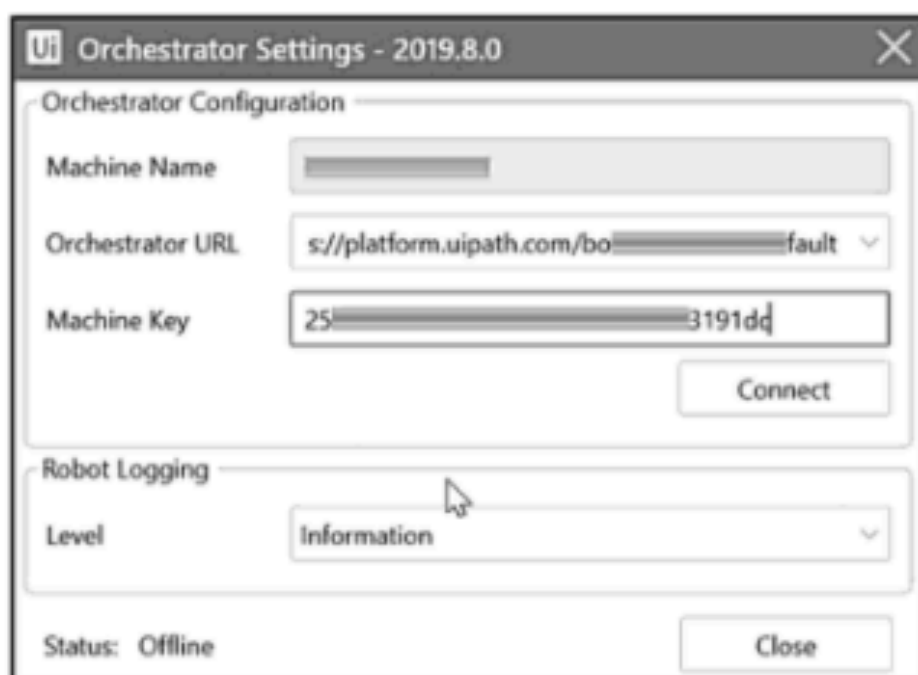 Ui Orchestrator Settings - 2019.8.0
Orchestrator Configuration
Machine Name
Orchestrator URL s://platform.uipath.com/bo fault
Machine Key 25 3191dc
Connect
Robot Logging
Level Information
Status: Offline Close